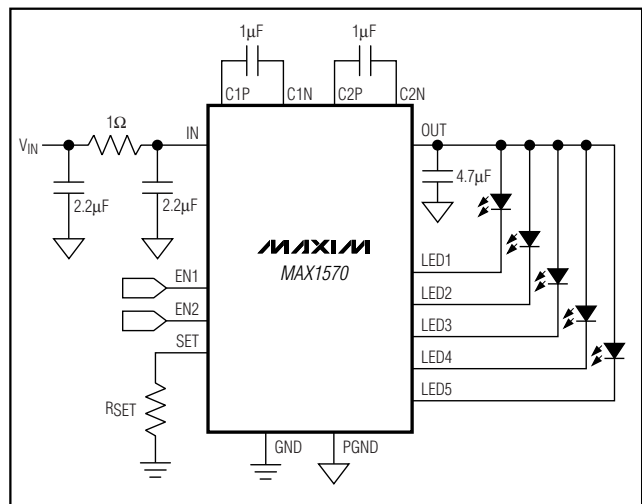 1µF 1µF
C1P C1N C2P C2N
1Ω IN OUT
VIN
2.2µF 2.2µF 4.7µF
MAXIM
MAX1570
LED1
EN1
LED2
EN2
LED3
SET
LED4
RSET
LED5
GND PGND